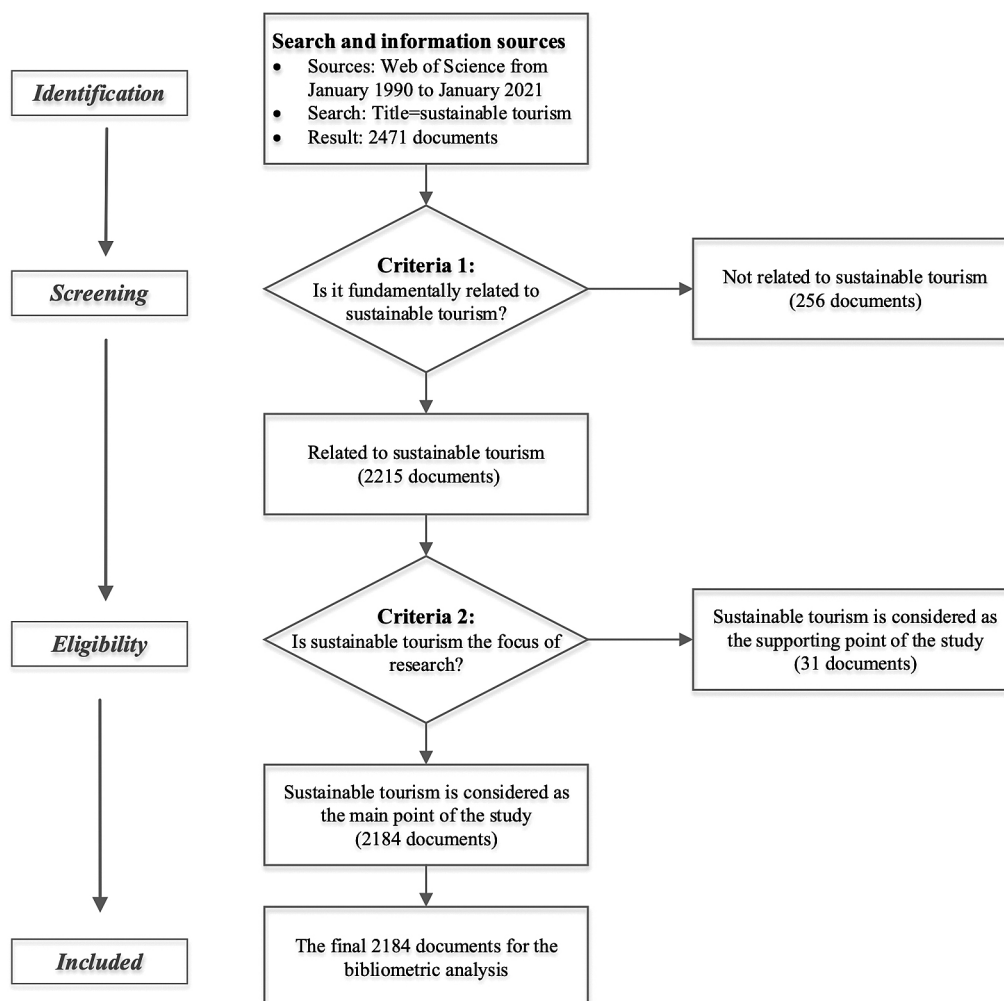 Search and information sources
Identification
• Sources: Web of Science from
January 1990 to January 2021
• Search: Title=sustainable tourism
• Result: 2471 documents
Screening
Criteria 1:
Is it fundamentally related to
sustainable tourism?
Not related to sustainable tourism
(256 documents)
Related to sustainable tourism
(2215 documents)
Eligibility
Criteria 2:
Is sustainable tourism the focus of
research?
Sustainable tourism is considered as
the supporting point of the study
(31 documents)
Sustainable tourism is considered as
the main point of the study
(2184 documents)
Included
The final 2184 documents for the
bibliometric analysis